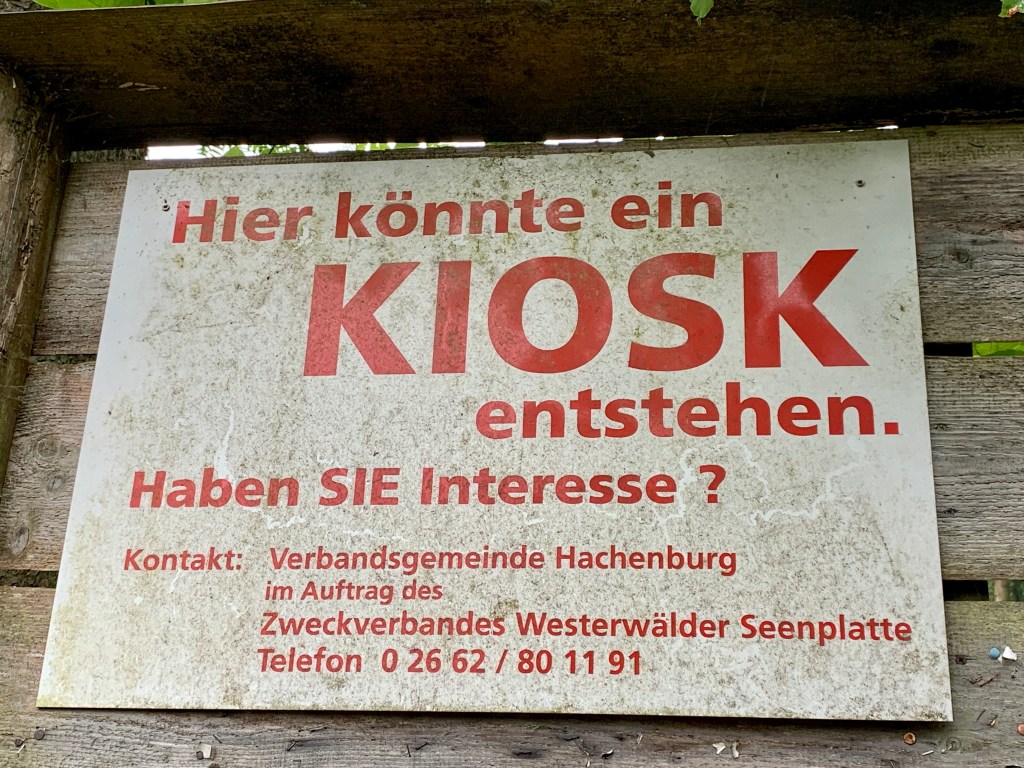 Hier könnte ein
KIOSK
entstehen.
Haben SIE Interesse ?
Kontakt: Verbandsgemeinde Hachenburg
im Auftrag des
Zweckverbandes Westerwälder Seenplatte
Telefon 0 26 62 / 80 11 91